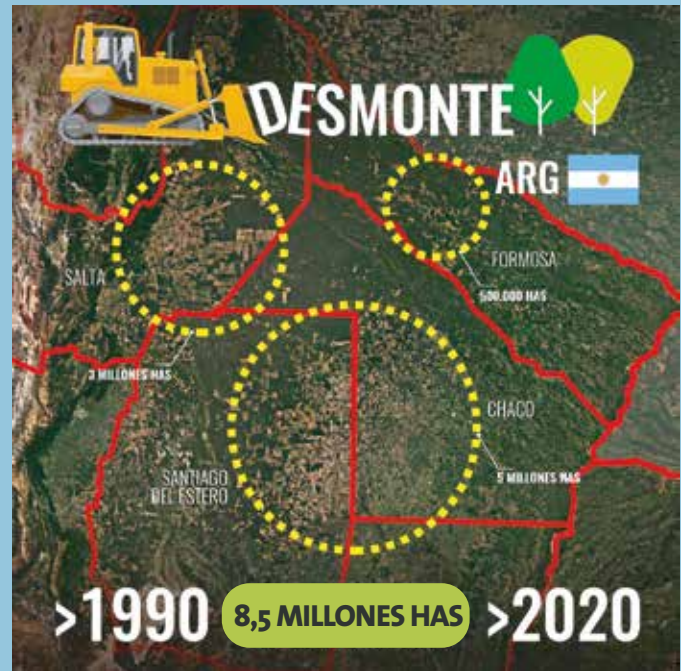 DESMONTE
ARG
SALTA
FORMOSA
500.000 HAS
3 MILLONES HAS
CHACO
SANTIAGO
DEL ESTERO
5 MILLONES HAS
>1990
8,5 MILLONES HAS
>2020